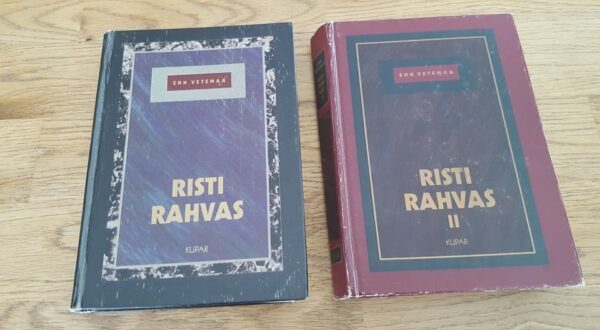 ENN VETEMAA
RISTI
RAHVAS
KUPAR
ENN VETEMAA
RISTI
RAHVAS
II
KUPAR